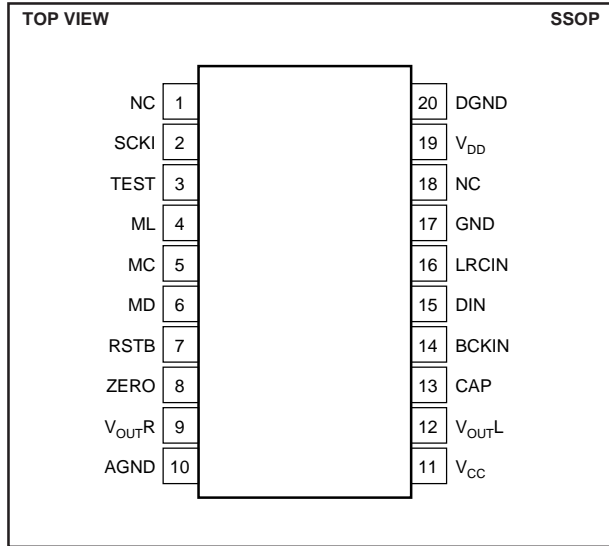 TOP VIEW SSOP
NC 1 20 DGND
SCKI 2 19 VDD
TEST 3 18 NC
ML 4 17 GND
MC 5 16 LRCIN
MD 6 15 DIN
RSTB 7 14 BCKIN
ZERO 8 13 CAP
VOUTR 9 12 VOUTL
AGND 10 11 VCC